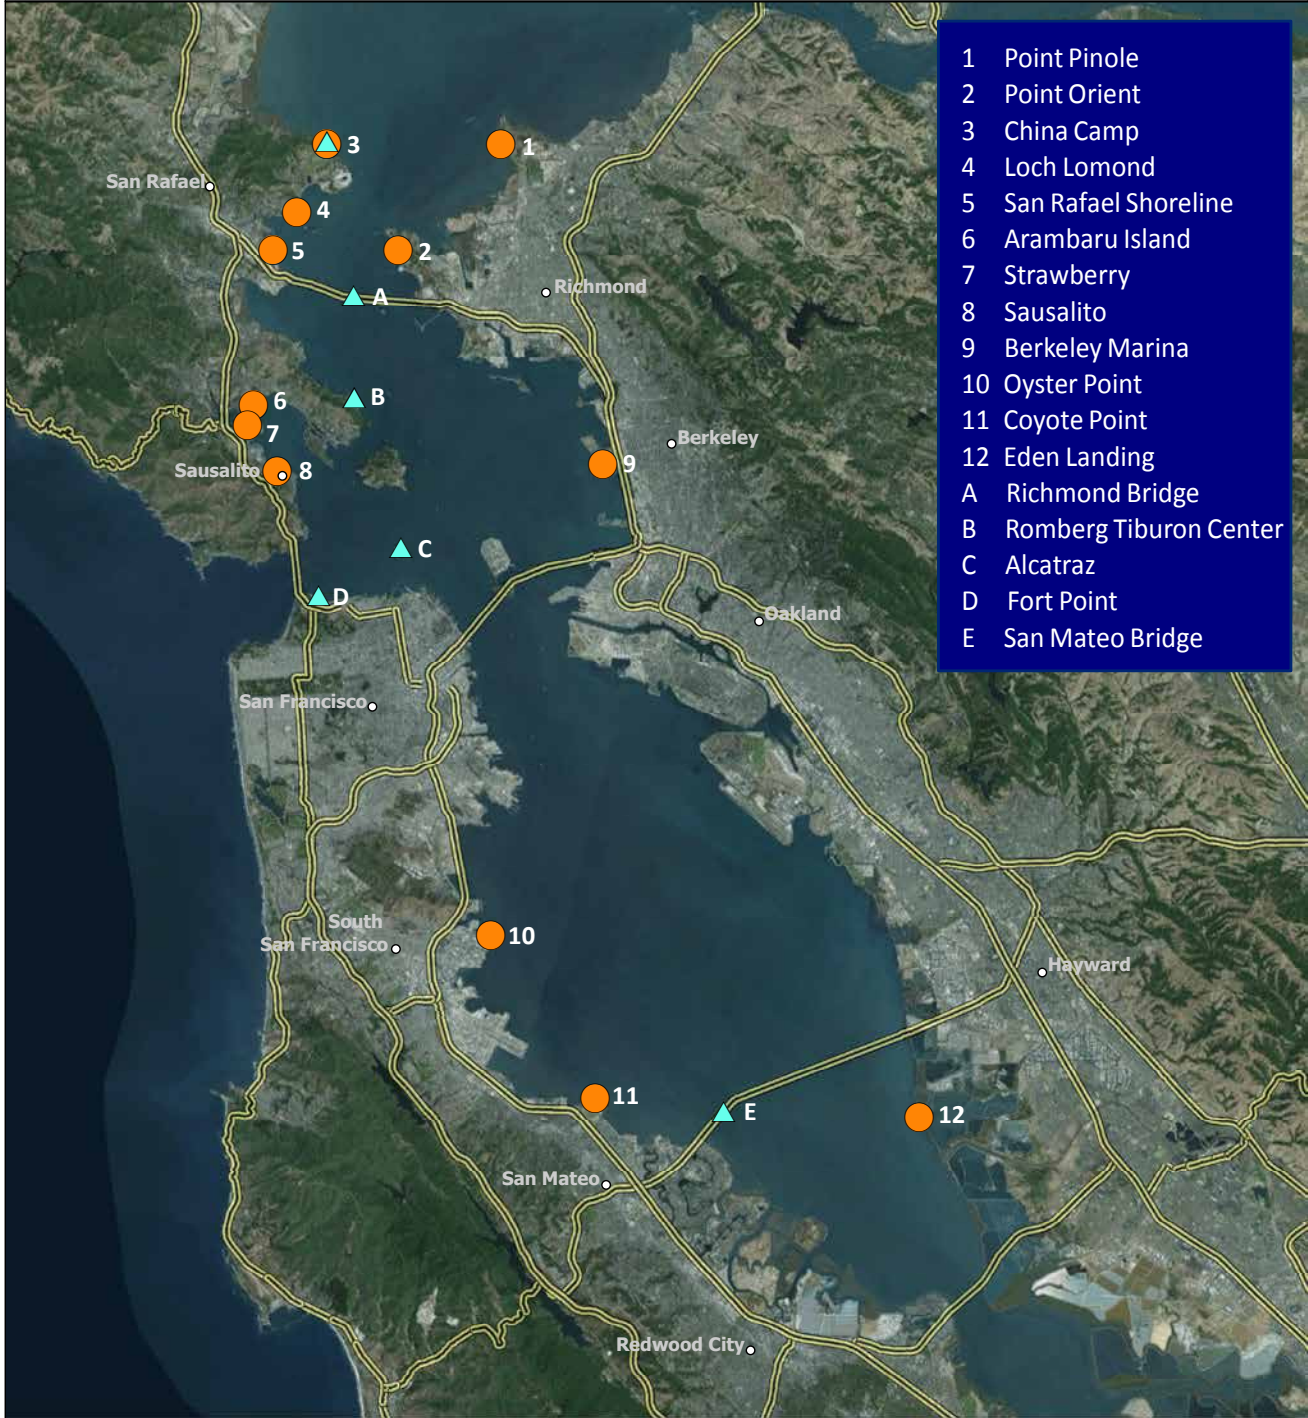 1 Point Pinole
2 Point Orient
3 China Camp
4 Loch Lomond
5 San Rafael Shoreline
6 Arambaru Island
7 Strawberry
8 Sausalito
9 Berkeley Marina
10 Oyster Point
11 Coyote Point
12 Eden Landing
A Richmond Bridge
B Romberg Tiburon Center
C Alcatraz
D Fort Point
E San Mateo Bridge
3
1
San Rafael
4
5
2
Richmond
A
B
6
7
Berkeley
Sausalito
8
9
C
D
Oakland
San Francisco
South
San Francisco
10
Hayward
11
E
12
San Mateo
Redwood City